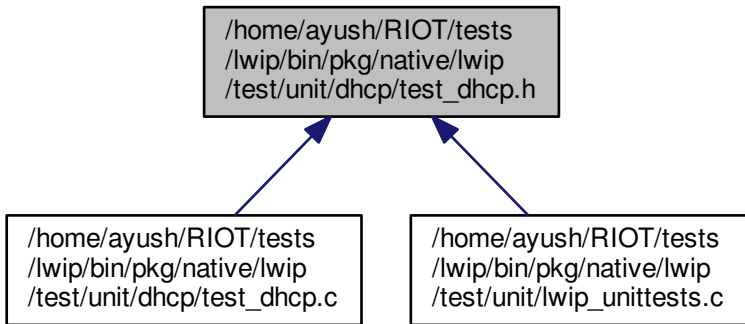 /home/ayush/RIOT/tests
/lwip/bin/pkg/native/lwip
/test/unit/dhcp/test_dhcp.h
/home/ayush/RIOT/tests
/lwip/bin/pkg/native/lwip
/test/unit/dhcp/test_dhcp.c
/home/ayush/RIOT/tests
/lwip/bin/pkg/native/lwip
/test/unit/lwip_unittests.c